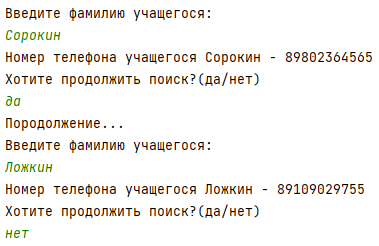 Введите фамилию учащегося:
Сорокин
Номер телефона учащегося Сорокин - 89802364565
Хотите продолжить поиск?(да/нет)
да
Породолжение...
Введите фамилию учащегося:
Ложкин
Номер телефона учащегося Ложкин - 89109029755
Хотите продолжить поиск?(да/нет)
нет